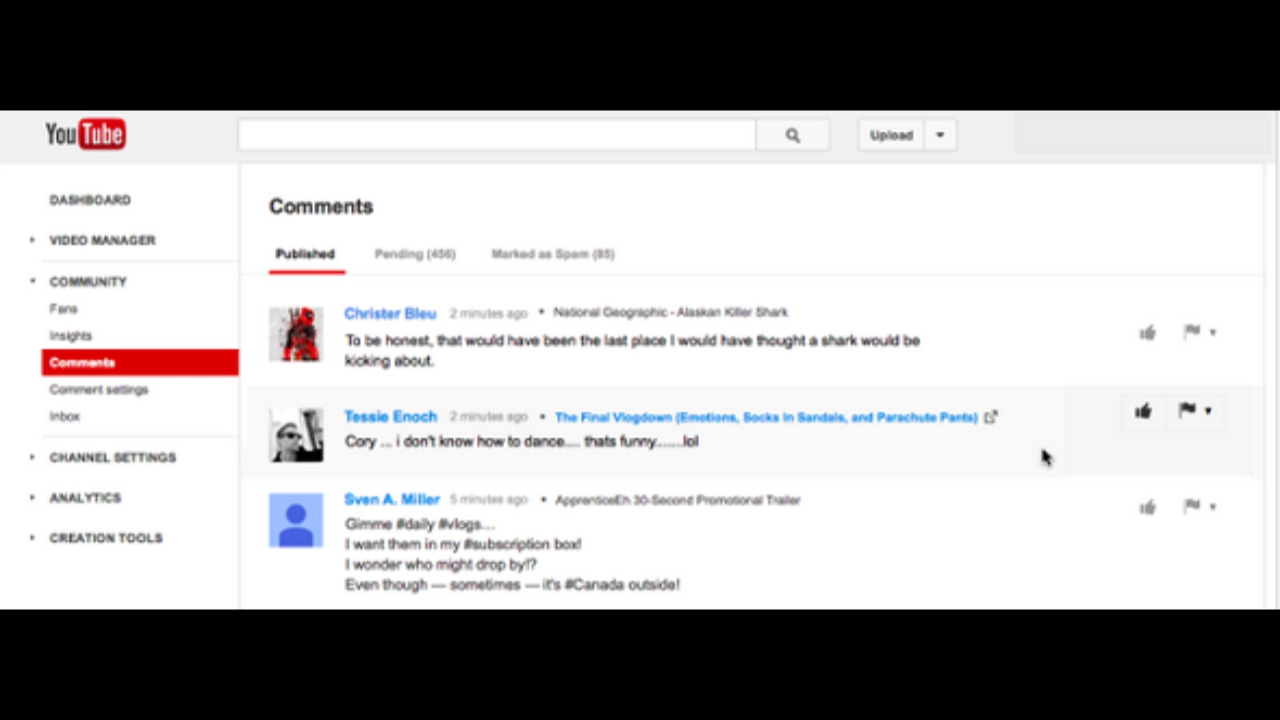 YouTube
Upload
DASHBOARD
VIDEO MANAGER
COMMUNITY
Fans
Insights
Comments
Comment settings
Inbox
CHANNEL SETTINGS
ANALYTICS
CREATION TOOLS
Comments
Published Pending (456) Marked as Spam (85)
Christer Bleu 2 minutes ago • National Geographic - Alaskan Killer Shark
To be honest, that would have been the last place I would have thought a shark would be
kicking about.
Tessie Enoch 2 minutes ago • The Final Vlogdown (Emotions, Socks in Sandals, and Parachute Pants)
Cory ... i don't know how to dance.... thats funny.......lol
Sven A. Miller 5 minutes ago • ApprenticeEh 30-Second Promotional Trailer
Gimme #daily #vlogs...
I want them in my #subscription box!
I wonder who might drop by!?
Even though — sometimes — it's #Canada outside!